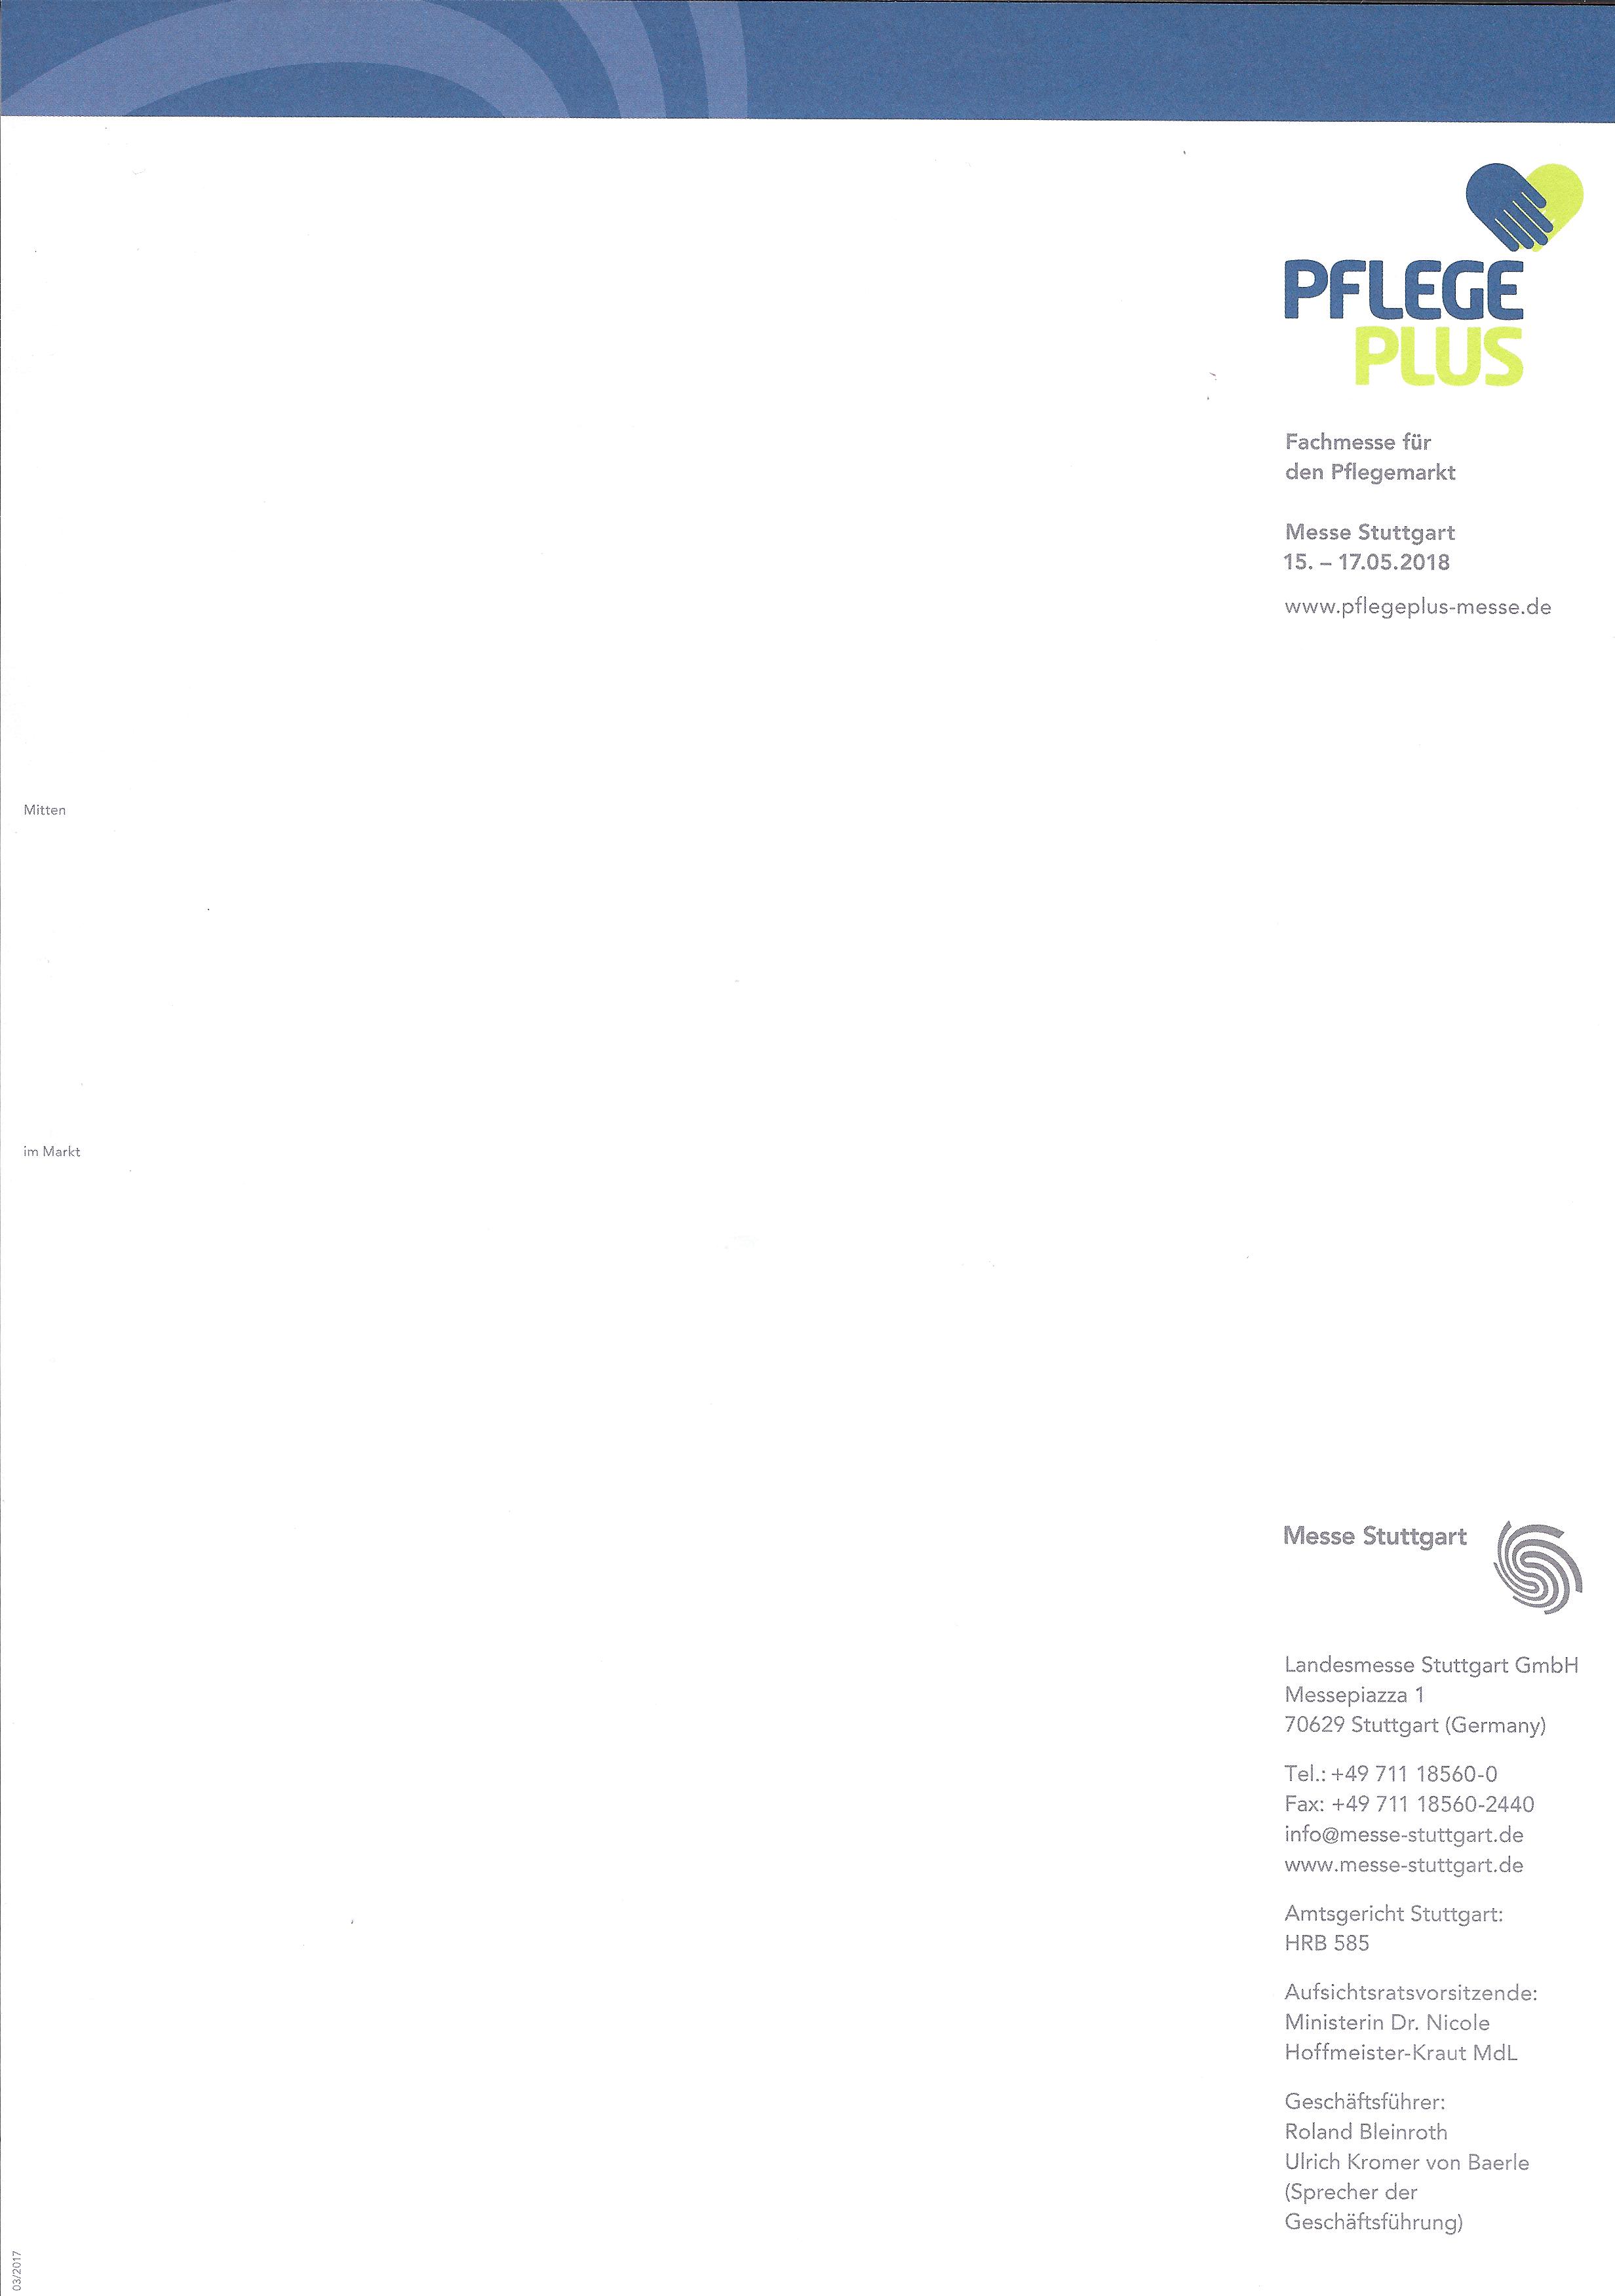 PFLEGE
PLUS
Fachmesse für
den Pflegemarkt
Messe Stuttgart
15. – 17.05.2018
www.pflegeplus-messe.de
Mitten
im Markt
Messe Stuttgart
Landesmesse Stuttgart GmbH
Messepiazza 1
70629 Stuttgart (Germany)
Tel.: +49 711 18560-0
Fax: +49 711 18560-2440
info@messe-stuttgart.de
www.messe-stuttgart.de
Amtsgericht Stuttgart:
HRB 585
Aufsichtsratsvorsitzende:
Ministerin Dr. Nicole
Hoffmeister-Kraut MdL
Geschäftsführer:
Roland Bleinroth
Ulrich Kromer von Baerle
(Sprecher der
Geschäftsführung)
03/2017